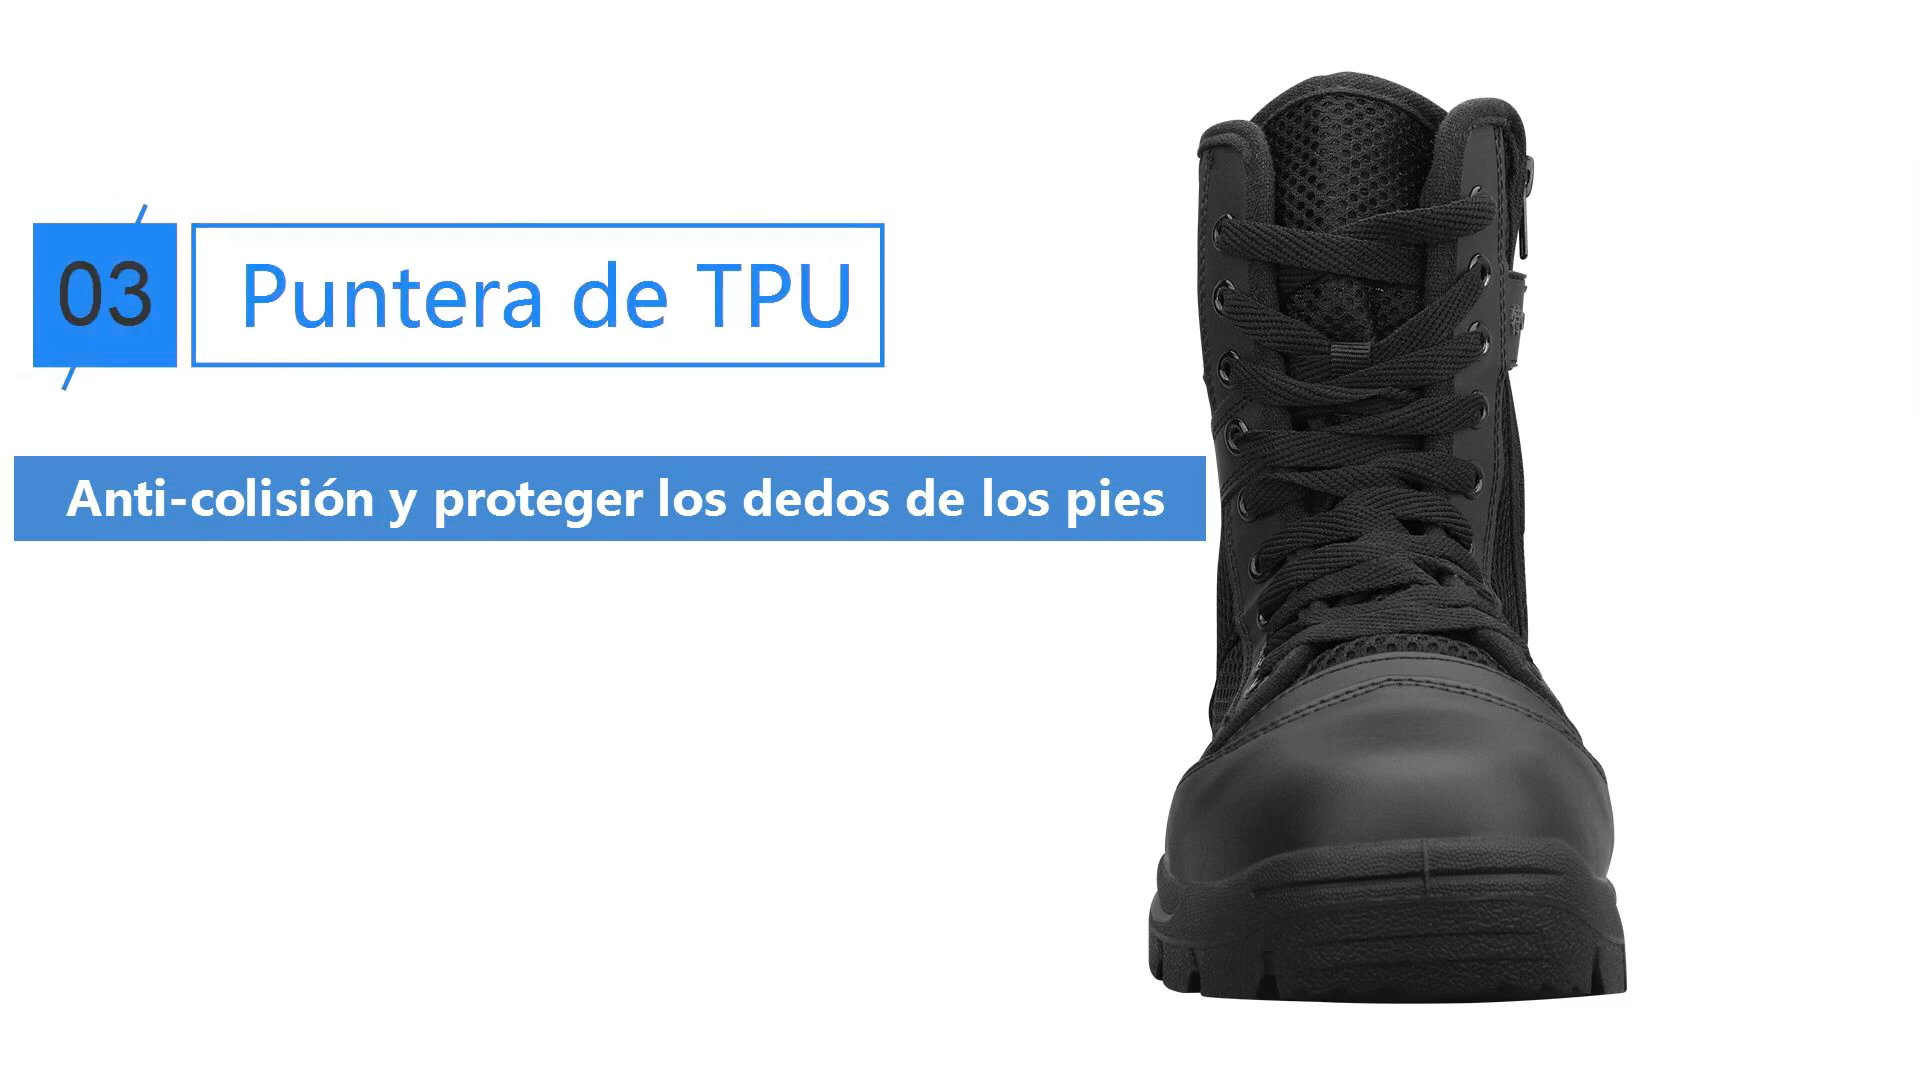 03
Puntera de TPU
Anti-colisión y proteger los dedos de los pies